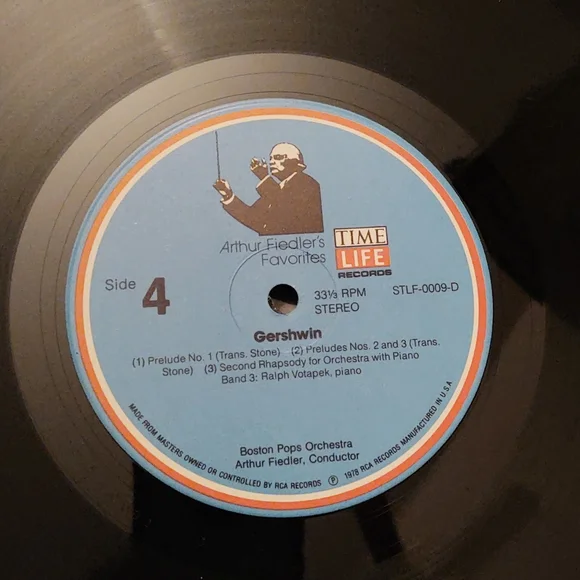 Arthur Fiedler's
Favorites
TIME
LIFE
RECORDS
Side 4
33⅓ RPM
STEREO
STLF-0009-D
Gershwin
(1) Prelude No. 1 (Trans. Stone) (2) Preludes Nos. 2 and 3 (Trans.
Stone) (3) Second Rhapsody for Orchestra with Piano
Band 3: Ralph Votapek, piano
Boston Pops Orchestra
Arthur Fiedler, Conductor
MADE FROM MASTERS OWNED OR CONTROLLED BY RCA RECORDS ℗ 1978 RCA RECORDS MANUFACTURED IN U.S.A